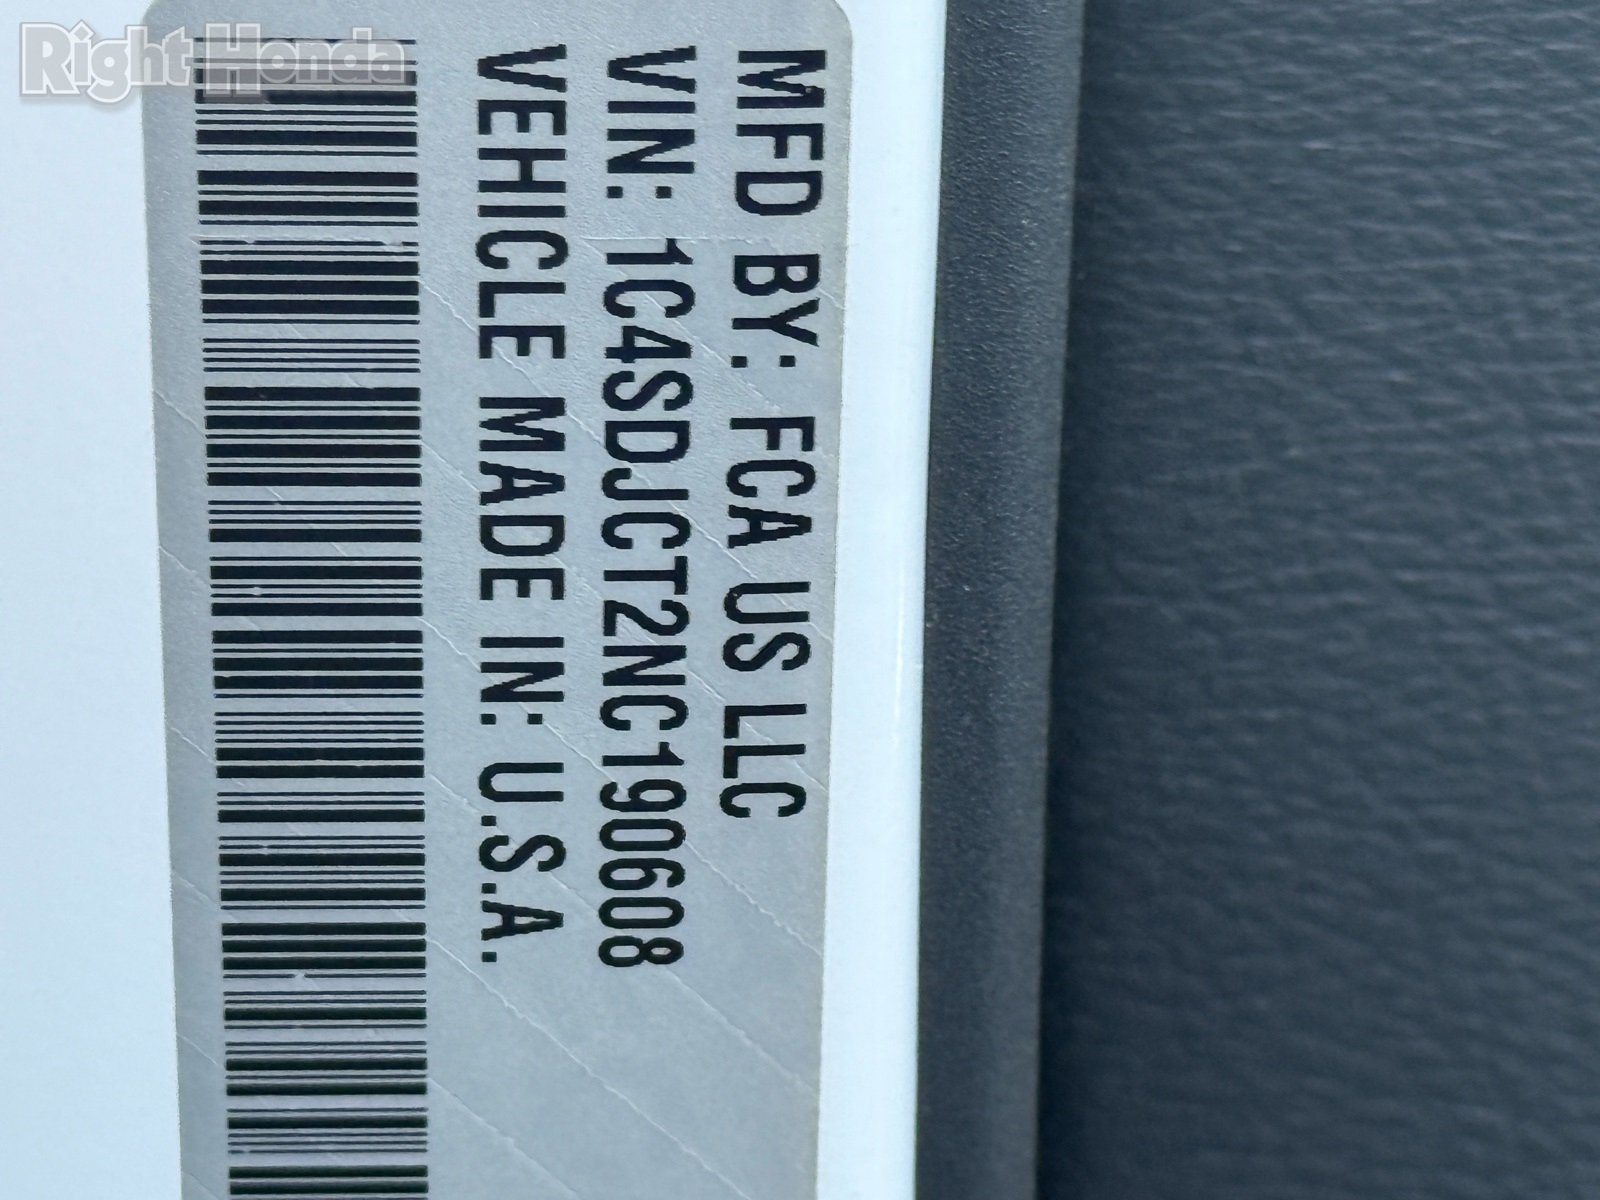 Right Honda
MFD BY: FCA US LLC
VIN: 1C4SDJCT2NC190608
VEHICLE MADE IN: U.S.A.